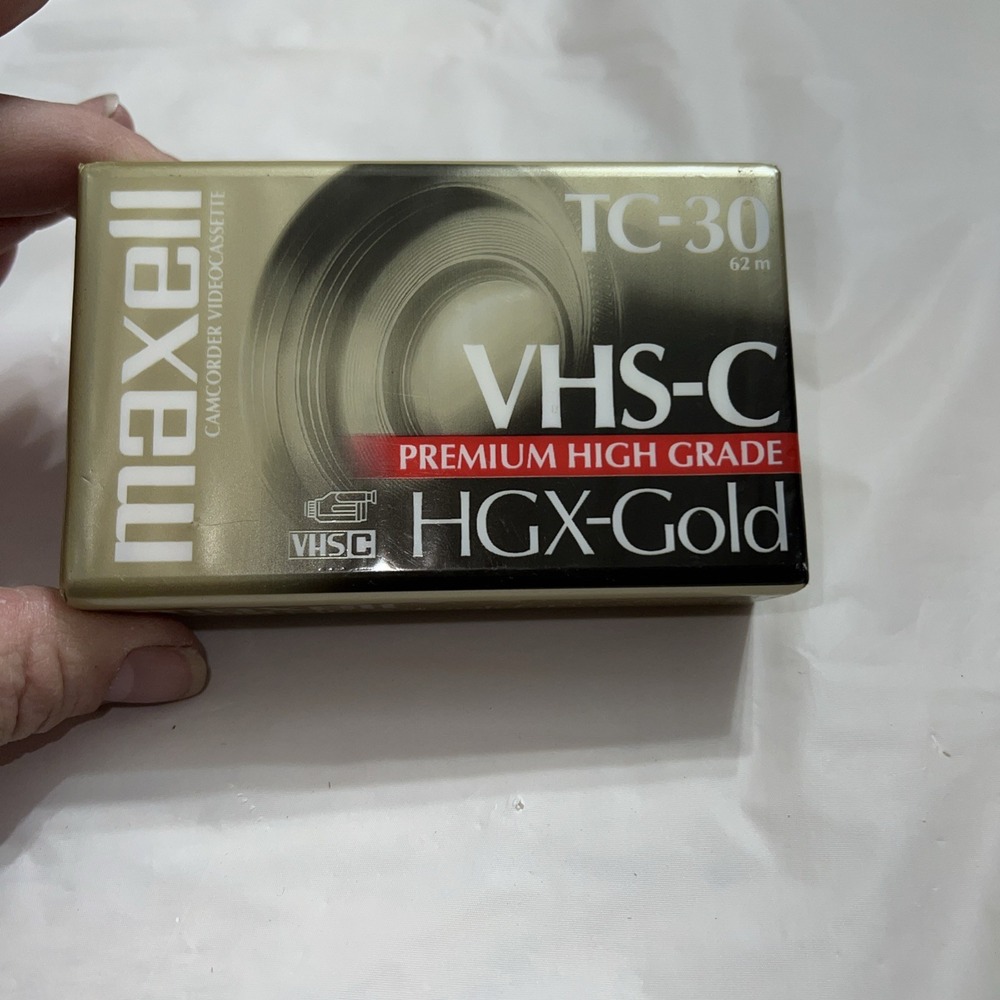 maxell
CAMCORDER VIDEOCASSETTE
TC-30
62 m
VHS-C
PREMIUM HIGH GRADE
HGX-Gold
VHS C